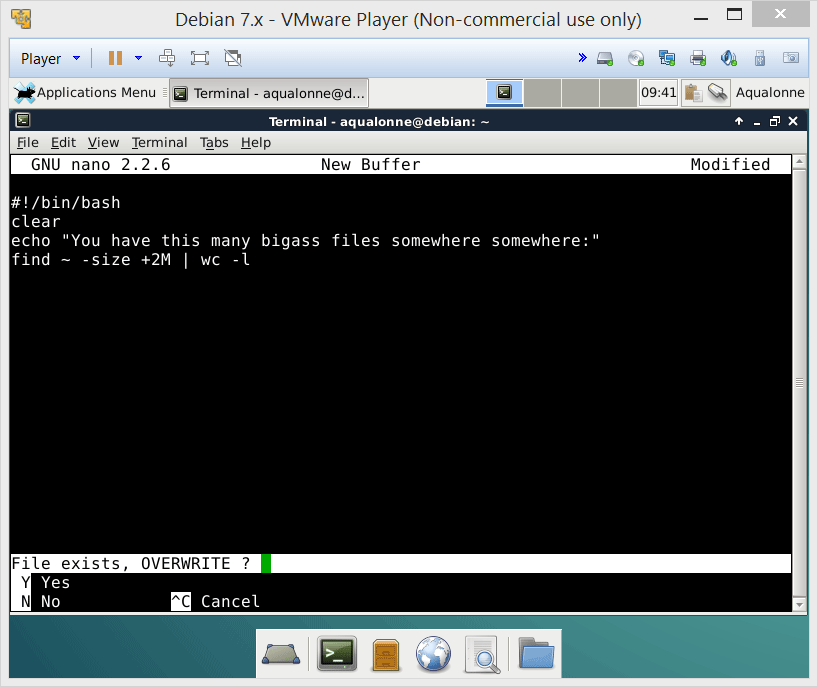 Debian 7.x - VMware Player (Non-commercial use only)
Player
Applications Menu
Terminal - aqualonne@d...
09:41
Aqualonne
Terminal - aqualonne@debian: ~
File Edit View Terminal Tabs Help
GNU nano 2.2.6 New Buffer Modified
#!/bin/bash
clear
echo "You have this many bigass files somewhere somewhere:"
find ~ -size +2M | wc -l
File exists, OVERWRITE ?
Y Yes
N No ^C Cancel